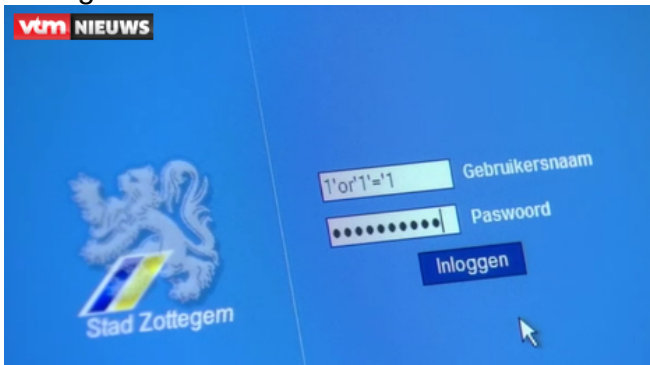 vtm NIEUWS
1'or'1'='1
Gebruikersnaam
••••••••••
Paswoord
Inloggen
Stad Zottegem